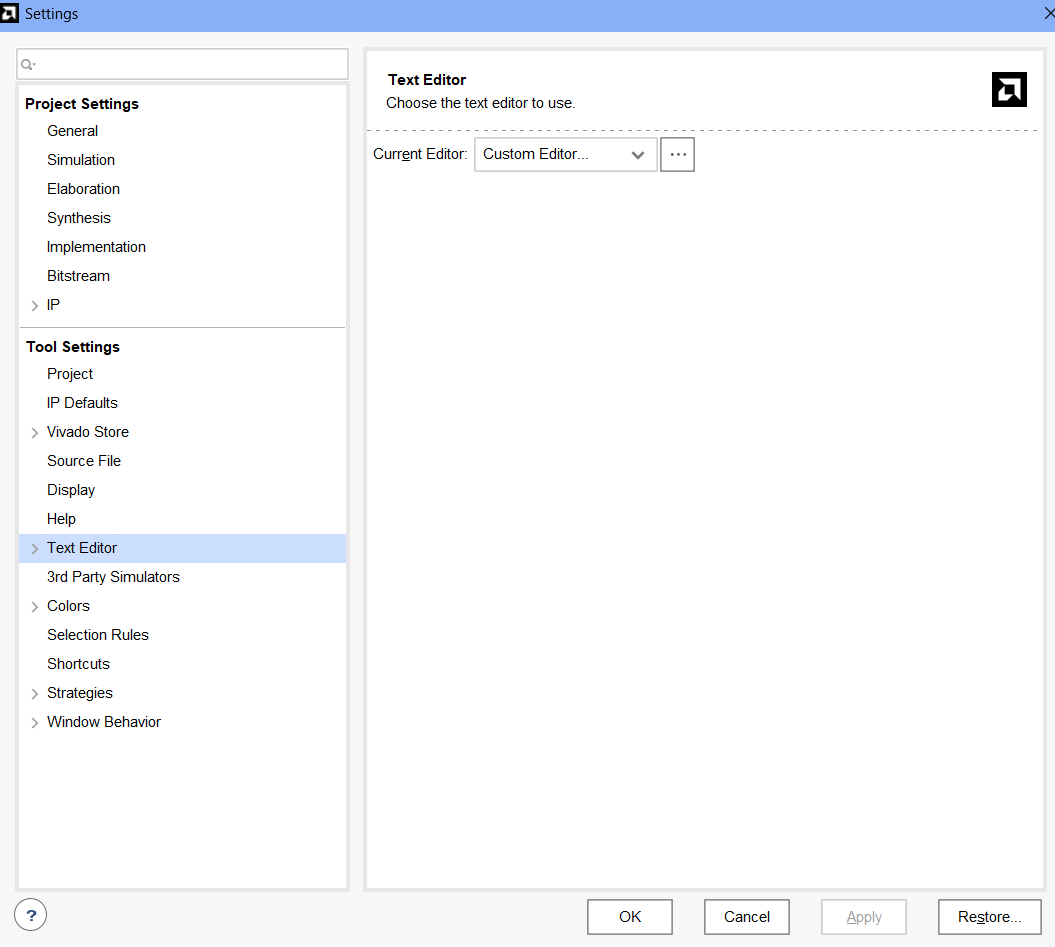 Settings
Project Settings
General
Simulation
Elaboration
Synthesis
Implementation
Bitstream
IP
Tool Settings
Project
IP Defaults
Vivado Store
Source File
Display
Help
Text Editor
3rd Party Simulators
Colors
Selection Rules
Shortcuts
Strategies
Window Behavior
Text Editor
Choose the text editor to use.
Current Editor: Custom Editor... ...
? OK Cancel Apply Restore...